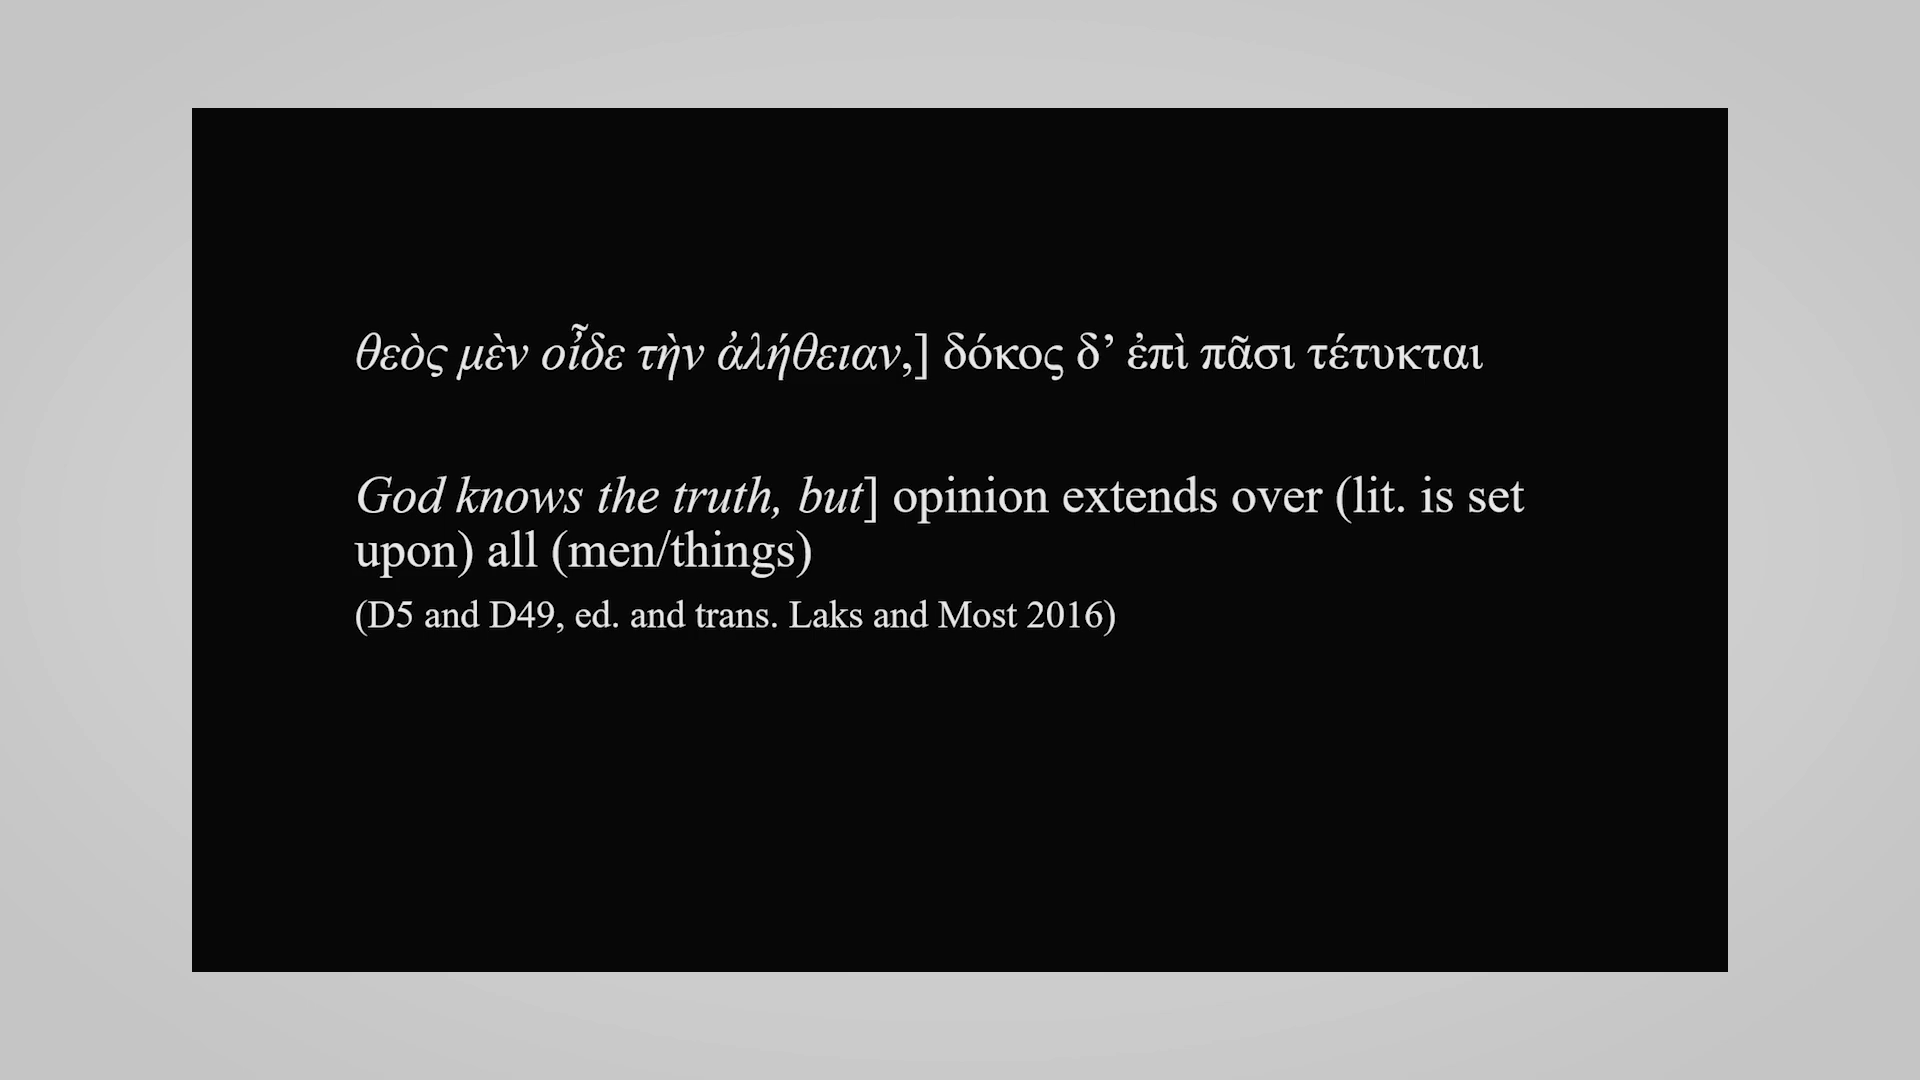 θεὸς μὲν οἶδε τὴν ἀλήθειαν,] δόκος δ’ ἐπὶ πᾶσι τέτυκται
God knows the truth, but] opinion extends over (lit. is set
upon) all (men/things)
(D5 and D49, ed. and trans. Laks and Most 2016)